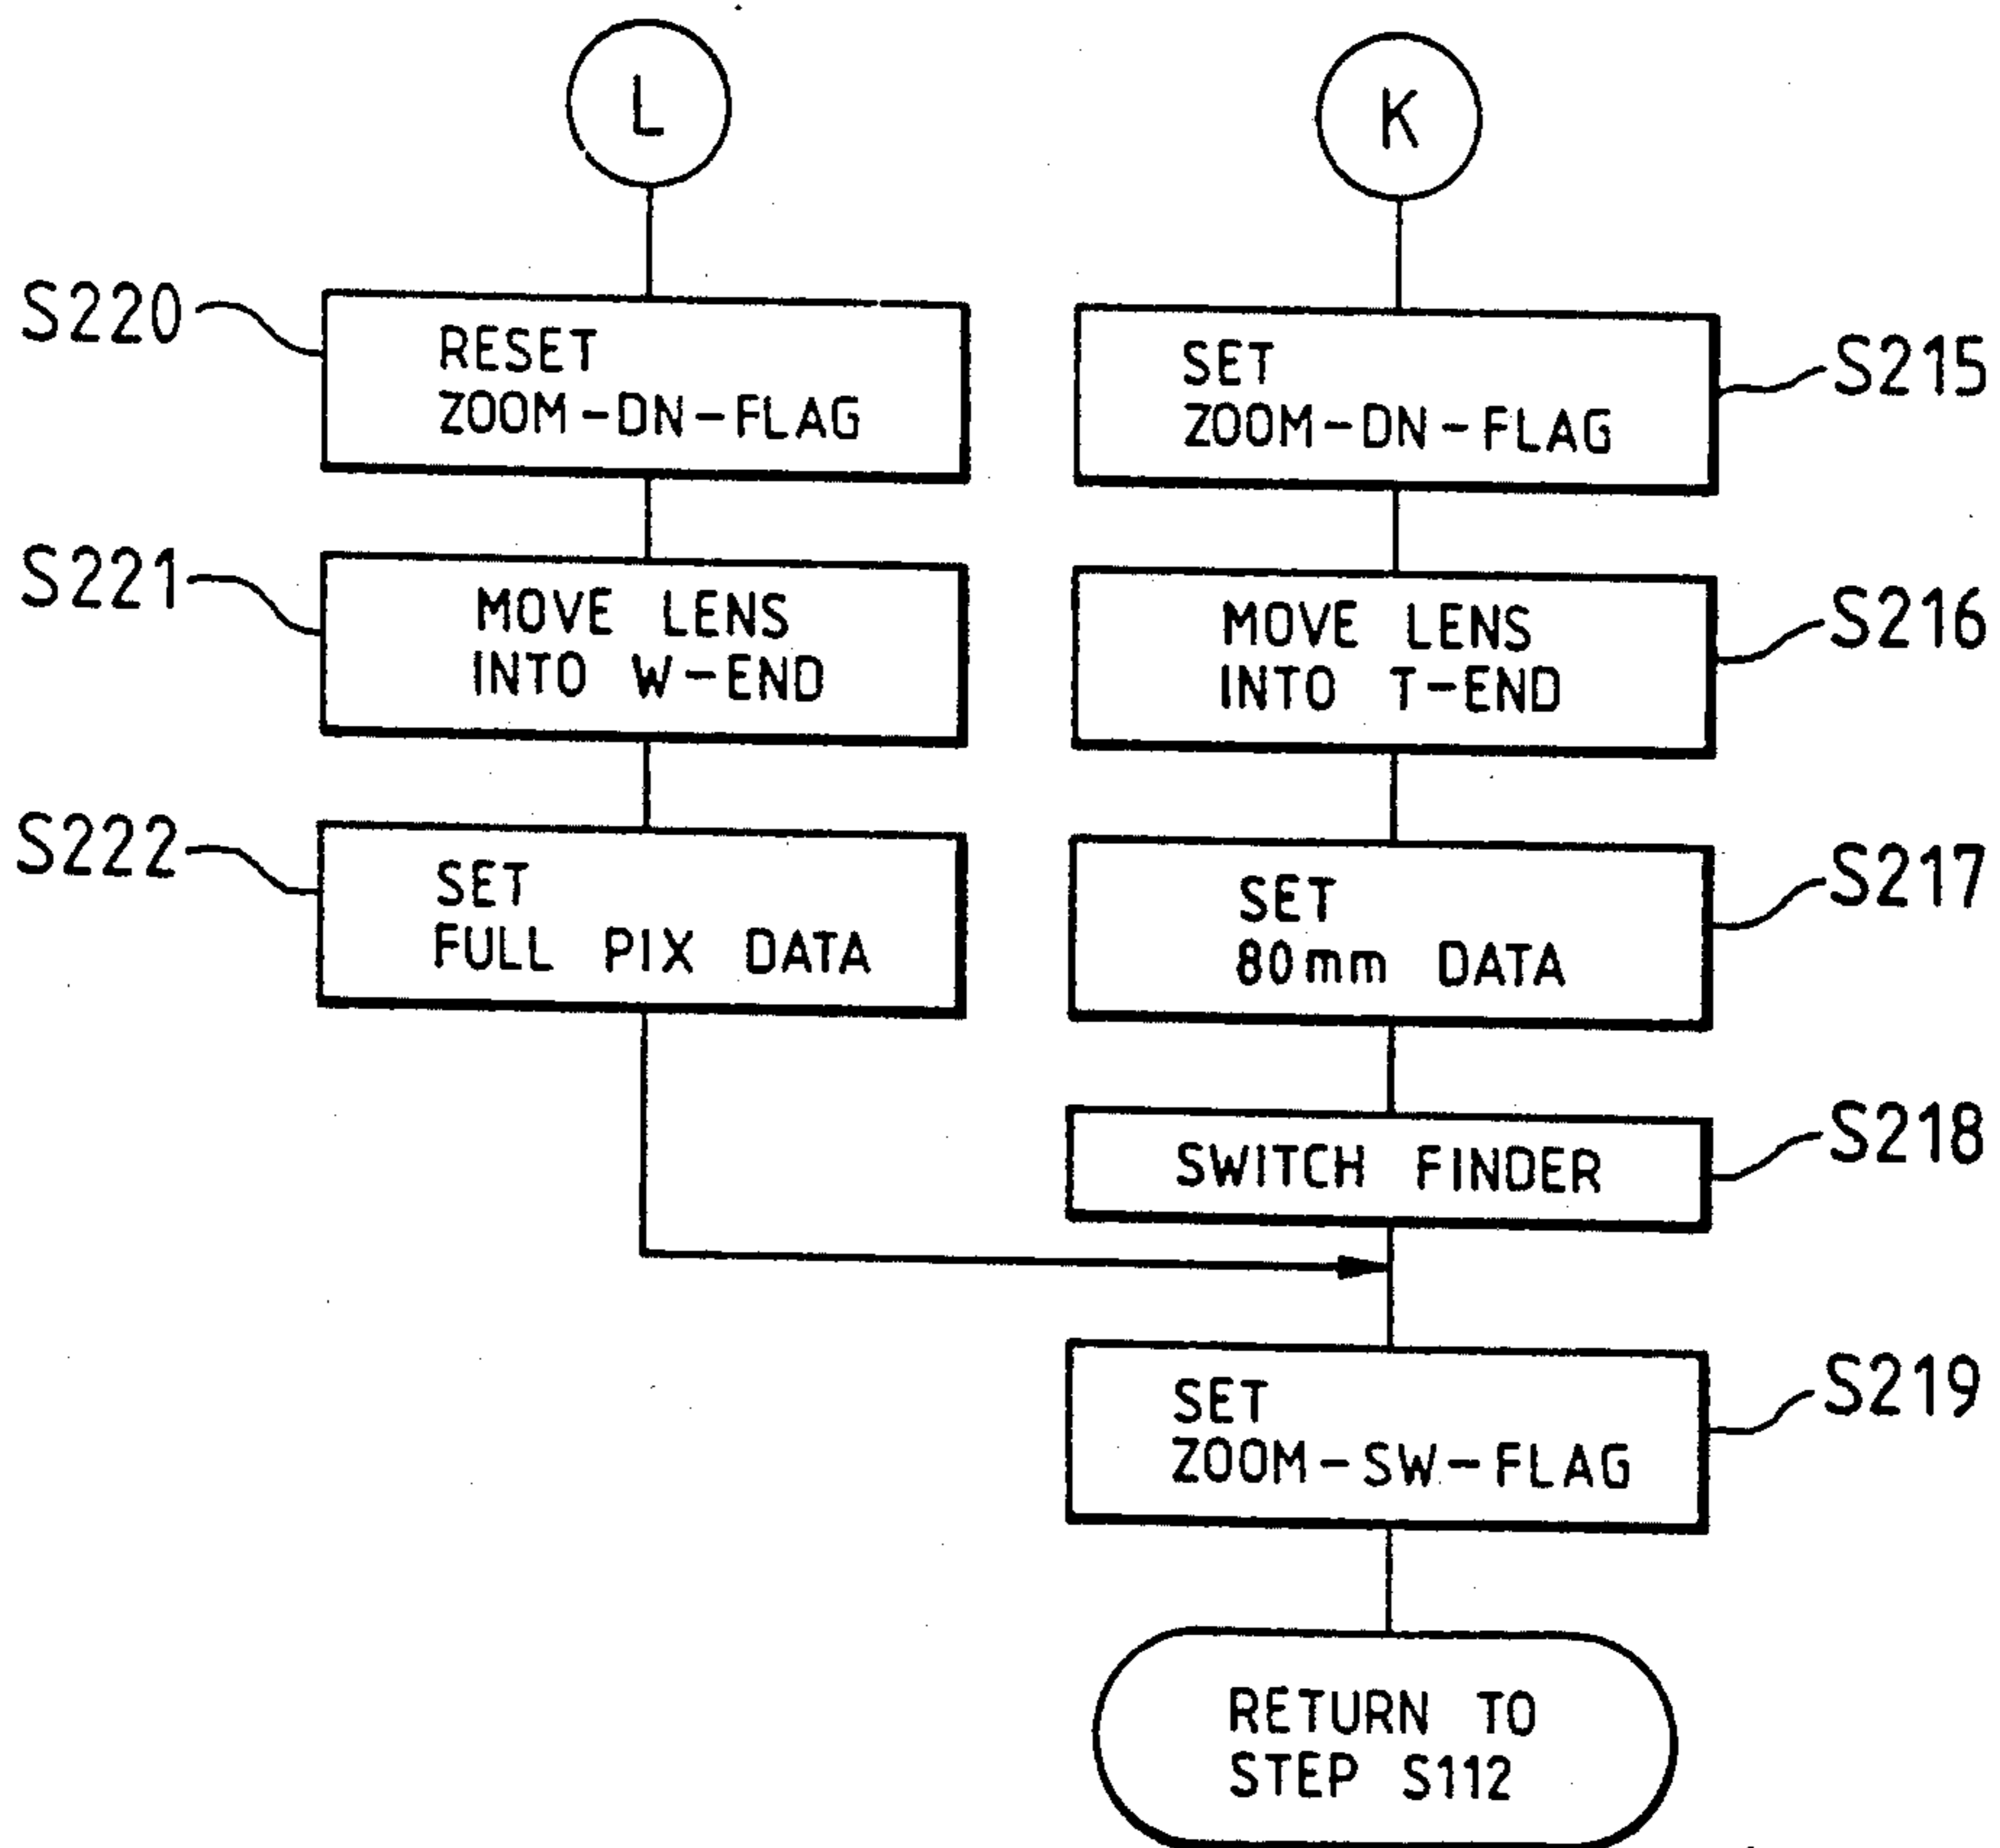 L
S220
RESET
ZOOM-DN-FLAG
S221
MOVE LENS
INTO W-END
S222
SET
FULL PIX DATA
K
SET
ZOOM-DN-FLAG
S215
MOVE LENS
INTO T-END
S216
SET
80mm DATA
S217
SWITCH FINDER
S218
SET
ZOOM-SW-FLAG
S219
RETURN TO
STEP S112